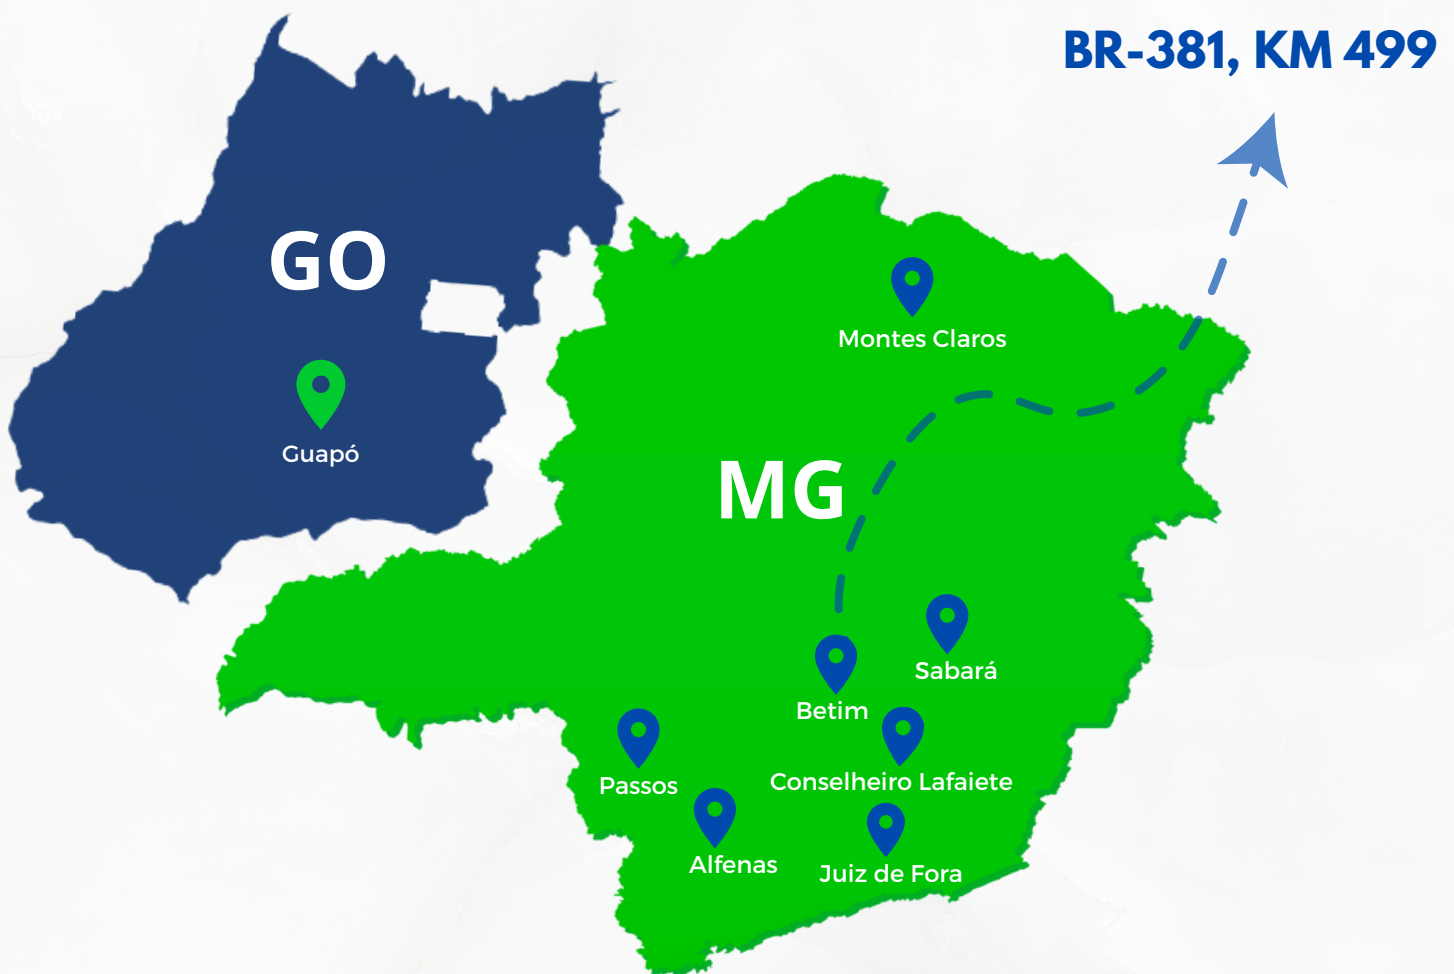 BR-381, KM 499
GO
Montes Claros
Guapó
MG
Sabará
Betim
Passos
Conselheiro Lafaiete
Alfenas
Juiz de Fora